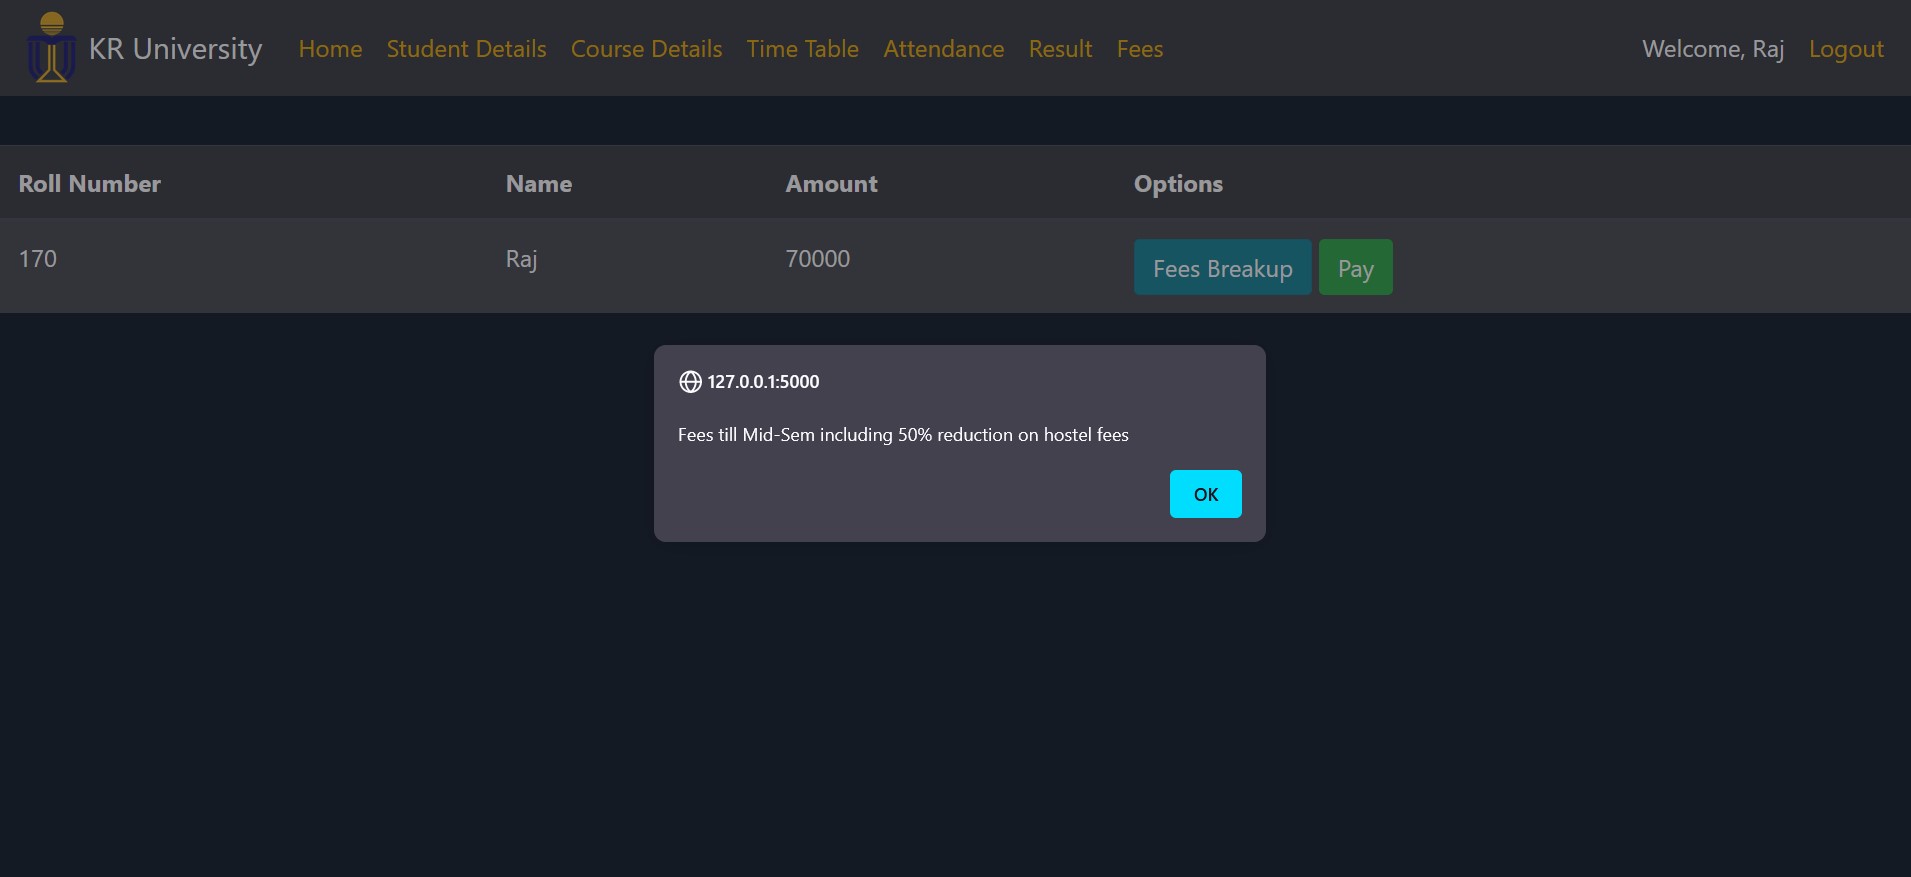 KR University Home Student Details Course Details Time Table Attendance Result Fees Welcome, Raj Logout
Roll Number Name Amount Options
170 Raj 70000 Fees Breakup Pay
127.0.0.1:5000
Fees till Mid-Sem including 50% reduction on hostel fees
OK